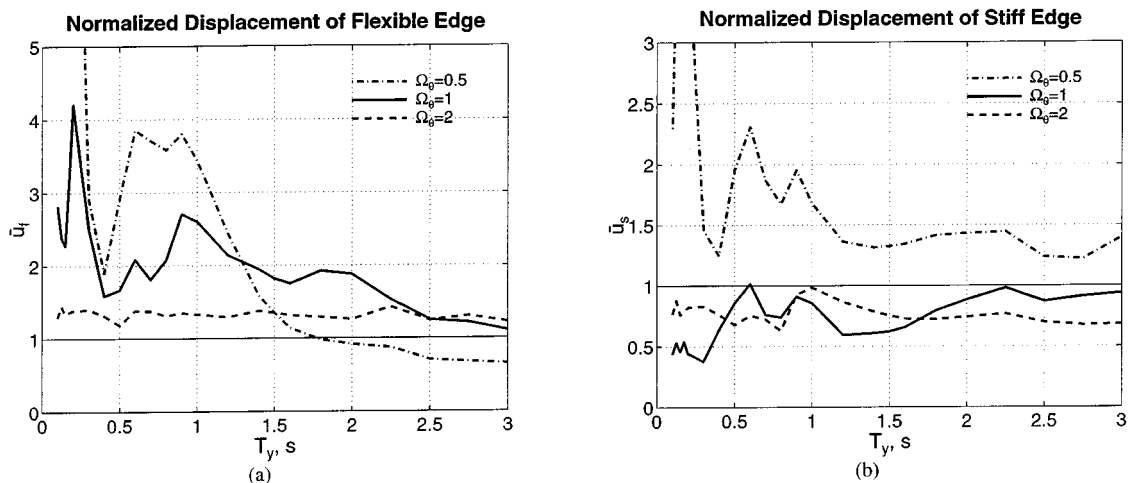 Normalized Displacement of Flexible Edge
5
4
3
2
1
0
ū_f
Ω_θ=0.5
Ω_θ=1
Ω_θ=2
0 0.5 1 1.5 2 2.5 3
T_y, s
(a)
Normalized Displacement of Stiff Edge
3
2.5
2
1.5
1
0.5
0
ū_s
Ω_θ=0.5
Ω_θ=1
Ω_θ=2
0 0.5 1 1.5 2 2.5 3
T_y, s
(b)